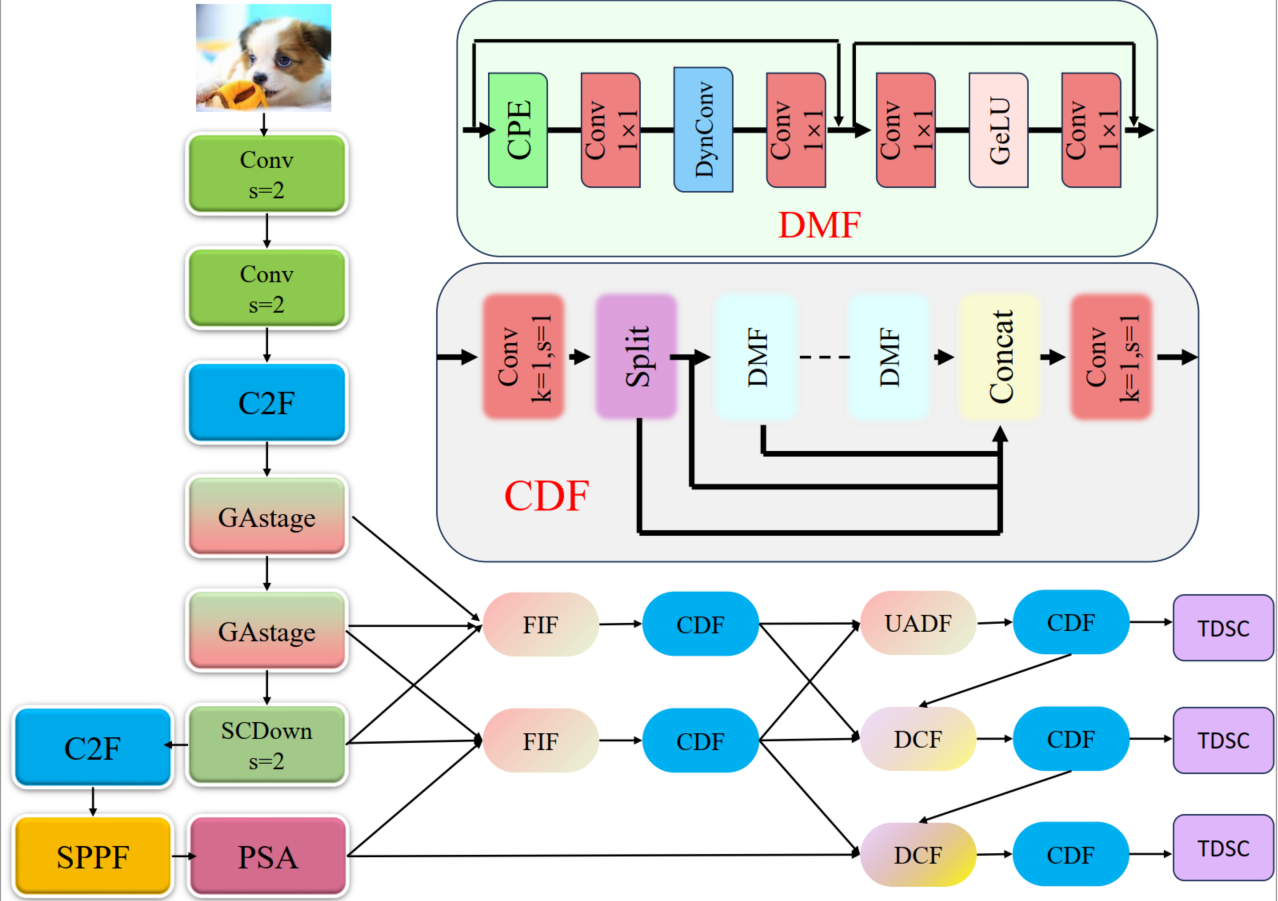 CPE
Conv
1×1
DynConv
Conv
1×1
Conv
1×1
GeLU
Conv
1×1
DMF
Conv
k=1,s=1
Split
DMF
DMF
Concat
Conv
k=1,s=1
CDF
Conv
s=2
Conv
s=2
C2F
GAstage
GAstage
SCDown
s=2
C2F
SPPF
PSA
FIF
CDF
UADF
CDF
TDSC
FIF
CDF
DCF
CDF
TDSC
DCF
CDF
TDSC